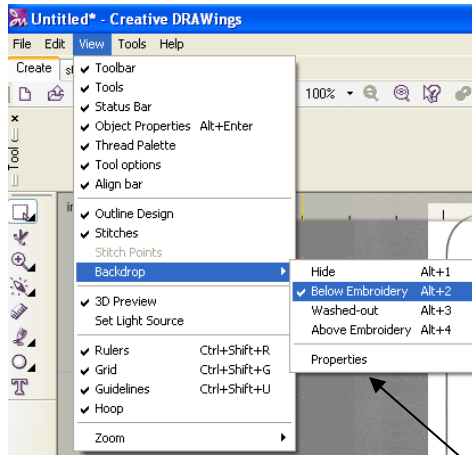 Untitled* - Creative DRAWings
File Edit View Tools Help
Create
100%
Tool
Toolbar
Tools
Status Bar
Object Properties Alt+Enter
Thread Palette
Tool options
Align bar
Outline Design
Stitches
Stitch Points
Backdrop
3D Preview
Set Light Source
Rulers Ctrl+Shift+R
Grid Ctrl+Shift+G
Guidelines Ctrl+Shift+U
Hoop
Zoom
Hide Alt+1
Below Embroidery Alt+2
Washed-out Alt+3
Above Embroidery Alt+4
Properties